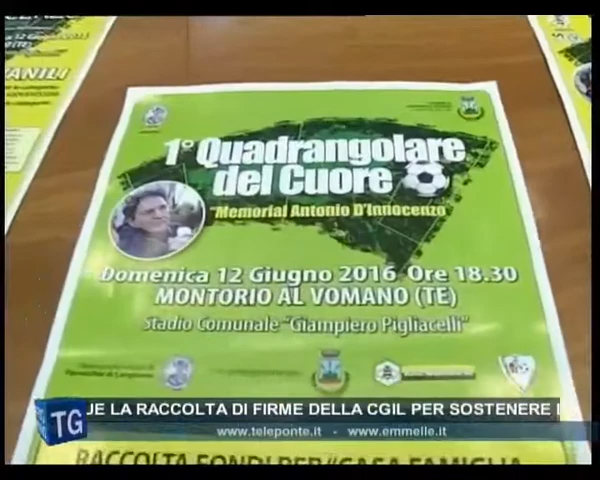 1° Quadrangolare
del Cuore
"Memorial Antonio D'Innocenzo
Domenica 12 Giugno 2016 Ore 18.30
MONTORIO AL VOMANO (TE)
Stadio Comunale "Giampiero Pigliacelli"
TG
UE LA RACCOLTA DI FIRME DELLA CGIL PER SOSTENERE I
www.teleponte.it - www.emmelle.it
RACCOLTA FONDI PER "CASA FAMIGLIA